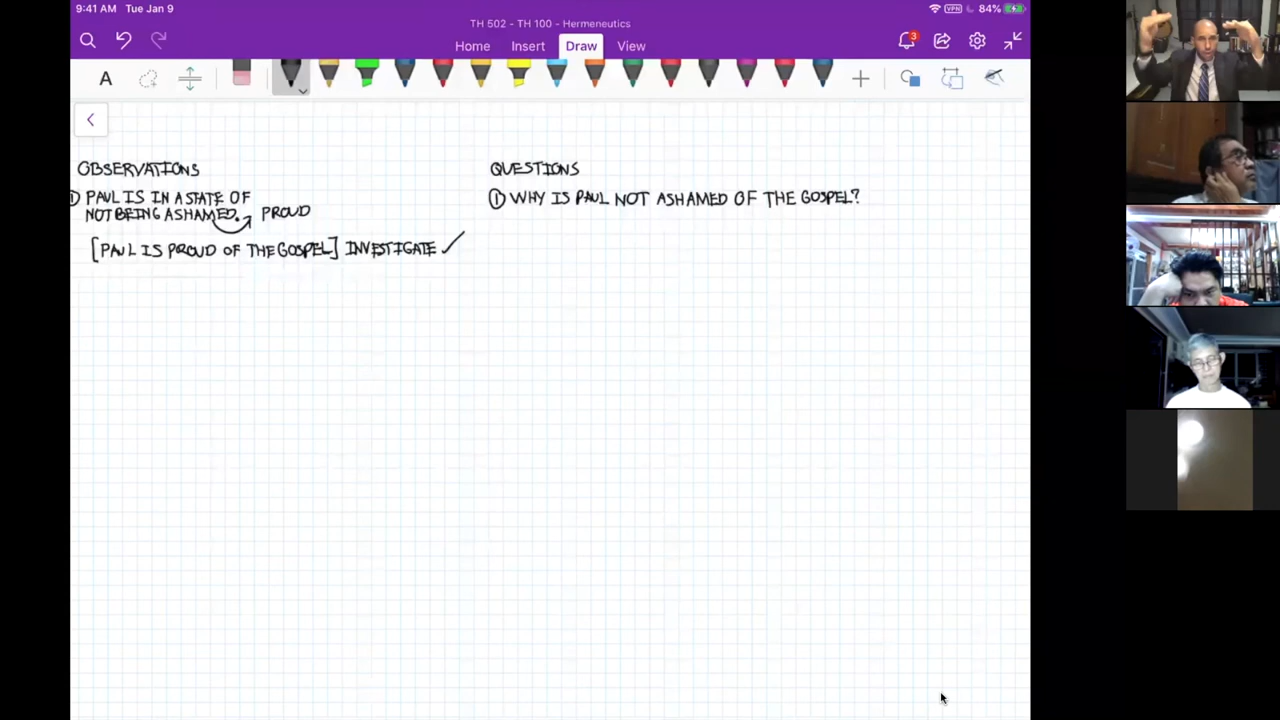 9:41 AM Tue Jan 9
VPN 84%
TH 502 - TH 100 - Hermeneutics
Home Insert Draw View
3
A
OBSERVATIONS
① PAUL IS IN A STATE OF
NOT BEING ASHAMED. PROUD
[PAUL IS PROUD OF THE GOSPEL] INVESTIGATE ✓
QUESTIONS
① WHY IS PAUL NOT ASHAMED OF THE GOSPEL?